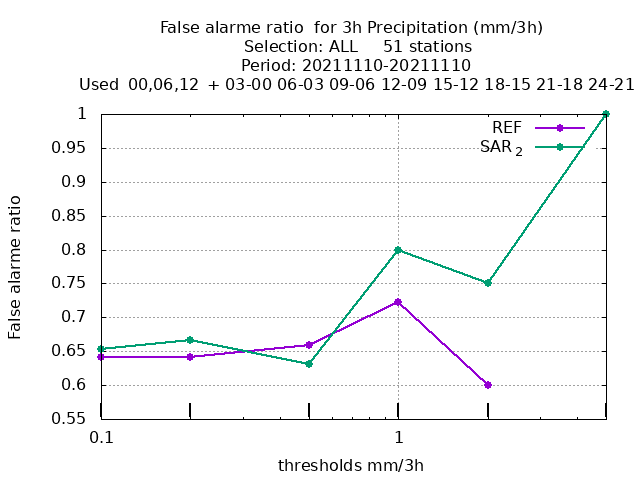 False alarme ratio  for 3h Precipitation (mm/3h)
Selection: ALL     51 stations
Period: 20211110-20211110
Used  00,06,12  + 03-00 06-03 09-06 12-09 15-12 18-15 21-18 24-21
REF
SAR 2
1
0.95
0.9
0.85
0.8
0.75
0.7
0.65
0.6
0.55
False alarme ratio
0.1
1
thresholds mm/3h